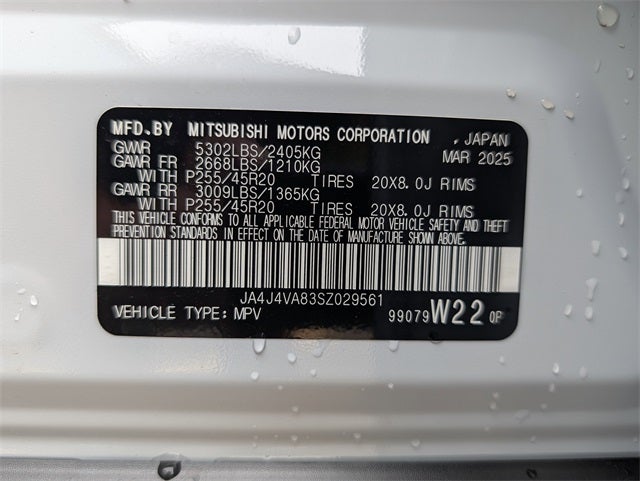 MFD.BY MITSUBISHI MOTORS CORPORATION , JAPAN
GVWR 5302LBS/2405KG MAR 2025
GAWR FR 2668LBS/1210KG
WITH P255/45R20 TIRES 20X8.0J RIMS
GAWR RR 3009LBS/1365KG
WITH P255/45R20 TIRES 20X8.0J RIMS
THIS VEHICLE CONFORMS TO ALL APPLICABLE FEDERAL MOTOR VEHICLE SAFETY AND THEFT
PREVENTION STANDARDS IN EFFECT ON THE DATE OF MANUFACTURE SHOWN ABOVE.
JA4J4VA83SZ029561
VEHICLE TYPE: MPV 99079 W22 0P